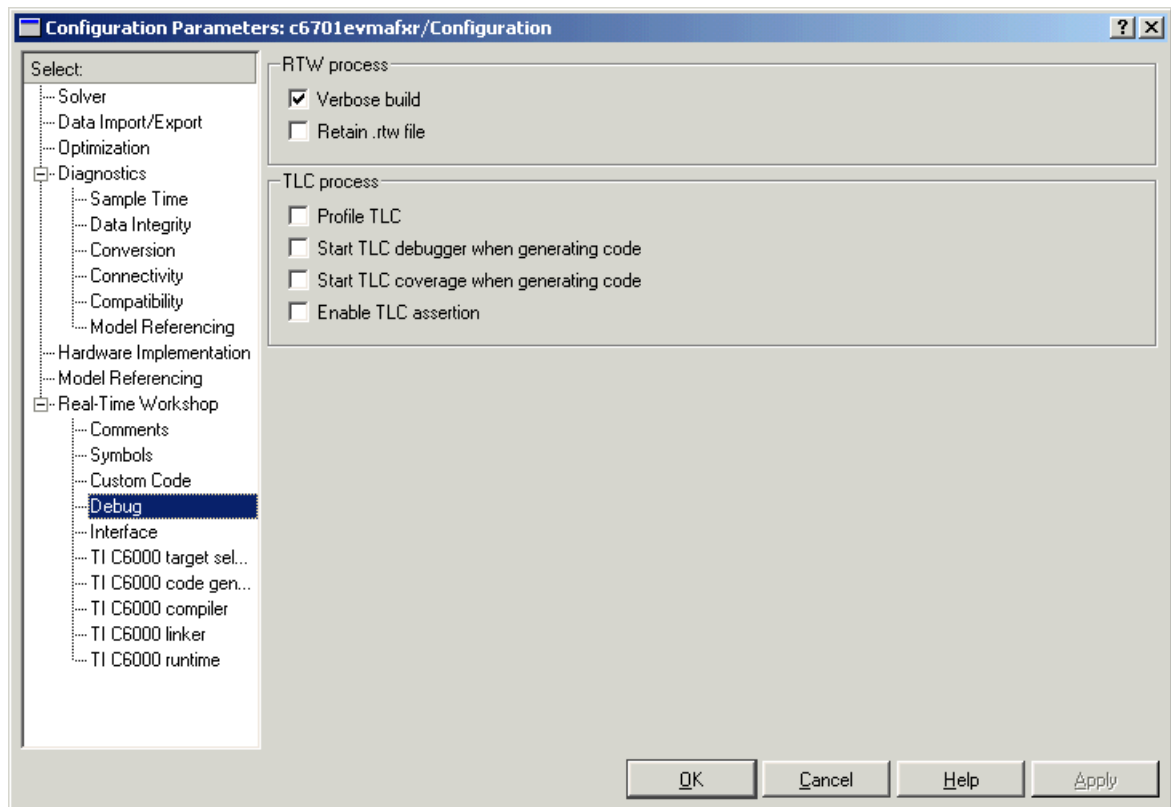 Configuration Parameters: c6701evmafxr/Configuration
Select:
Solver
Data Import/Export
Optimization
Diagnostics
Sample Time
Data Integrity
Conversion
Connectivity
Compatibility
Model Referencing
Hardware Implementation
Model Referencing
Real-Time Workshop
Comments
Symbols
Custom Code
Debug
Interface
TI C6000 target sel...
TI C6000 code gen...
TI C6000 compiler
TI C6000 linker
TI C6000 runtime
RTW process
Verbose build
Retain .rtw file
TLC process
Profile TLC
Start TLC debugger when generating code
Start TLC coverage when generating code
Enable TLC assertion
OK Cancel Help Apply